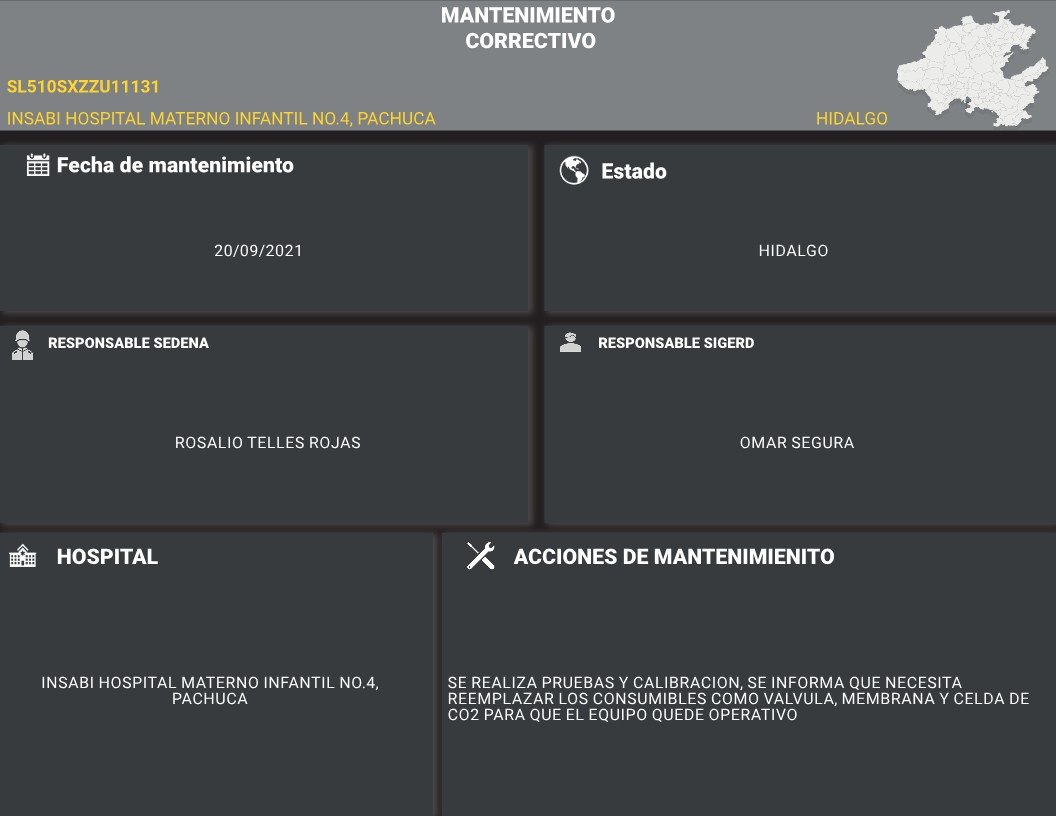 MANTENIMIENTO
CORRECTIVO
SL510SXZZU11131
INSABI HOSPITAL MATERNO INFANTIL NO.4, PACHUCA
HIDALGO
Fecha de mantenimiento
20/09/2021
Estado
HIDALGO
RESPONSABLE SEDENA
ROSALIO TELLES ROJAS
RESPONSABLE SIGERD
OMAR SEGURA
HOSPITAL
INSABI HOSPITAL MATERNO INFANTIL NO.4,
PACHUCA
ACCIONES DE MANTENIMIENITO
SE REALIZA PRUEBAS Y CALIBRACION, SE INFORMA QUE NECESITA
REEMPLAZAR LOS CONSUMIBLES COMO VALVULA, MEMBRANA Y CELDA DE
CO2 PARA QUE EL EQUIPO QUEDE OPERATIVO